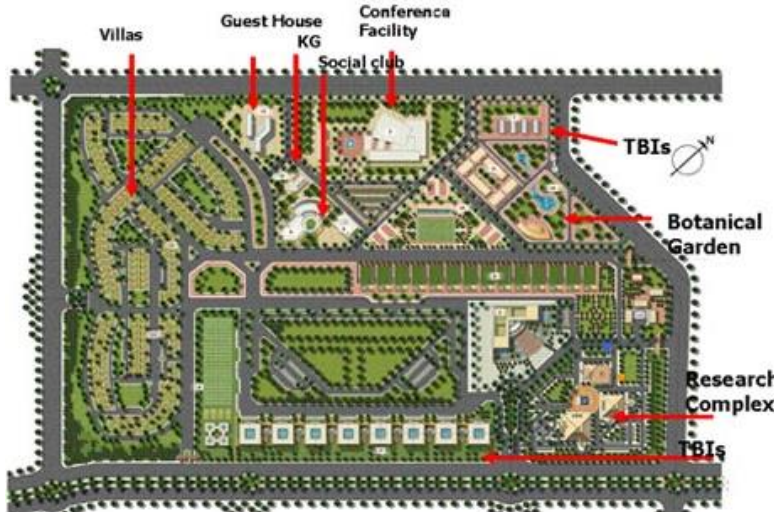 Conference
Facility
Guest House
Villas
KG
Social club
TBIs
N
Botanical
Garden
Research
Complex
TBIs